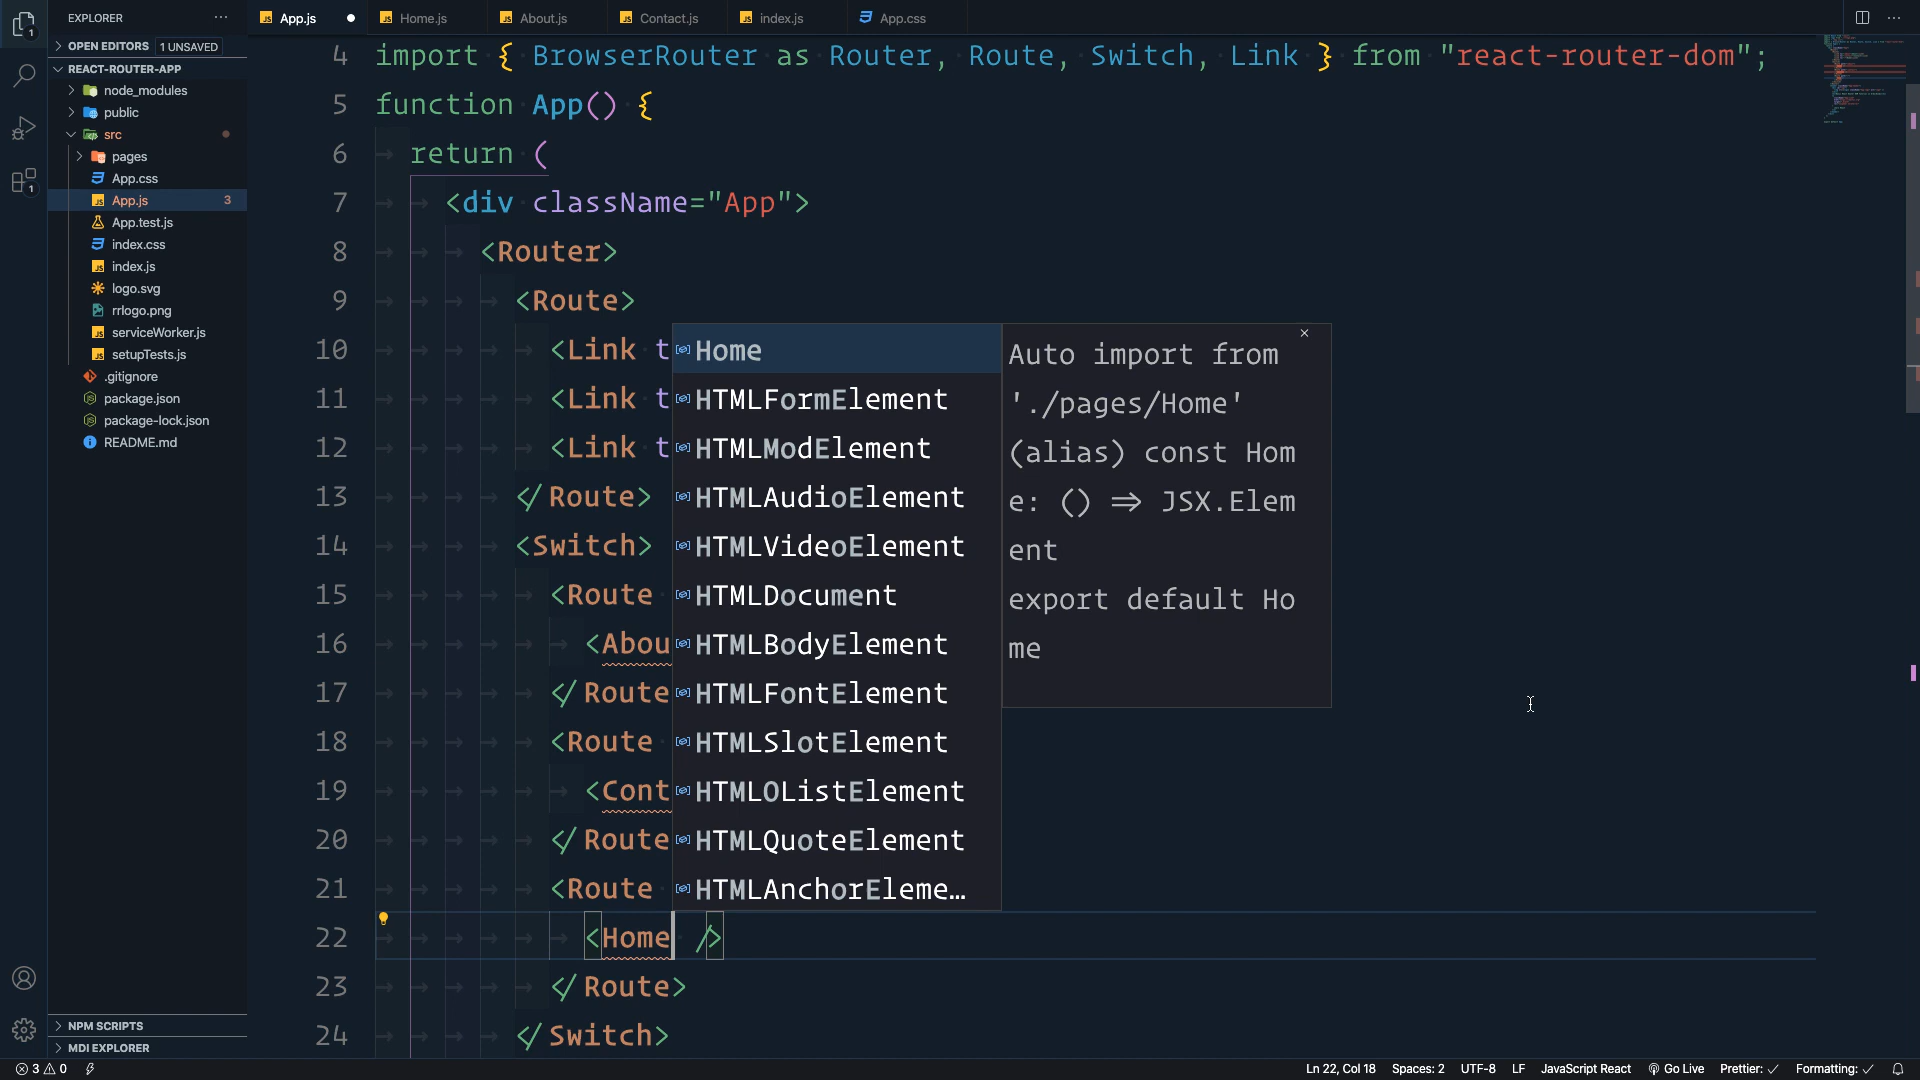 EXPLORER
OPEN EDITORS 1 UNSAVED
REACT-ROUTER-APP
node_modules
public
src
pages
App.css
App.js 3
App.test.js
index.css
index.js
logo.svg
rrlogo.png
serviceWorker.js
setupTests.js
.gitignore
package.json
package-lock.json
README.md
NPM SCRIPTS
MDI EXPLORER
1
1
App.js
Home.js
About.js
Contact.js
index.js
App.css
4 import { BrowserRouter as Router, Route, Switch, Link } from "react-router-dom";
5 function App() {
6 return (
7 <div className="App">
8 <Router>
9 <Route>
10 <Link t
11 <Link t
12 <Link t
13 </Route>
14 <Switch>
15 <Route
16 <Abou
17 </Route
18 <Route
19 <Cont
20 </Route
21 <Route
22 <Home />
23 </Route>
24 </Switch>
Home
HTMLFormElement
HTMLModElement
HTMLAudioElement
HTMLVideoElement
HTMLDocument
HTMLBodyElement
HTMLFontElement
HTMLSlotElement
HTMLOListElement
HTMLQuoteElement
HTMLAnchorEleme…
Auto import from
'./pages/Home'
(alias) const Hom
e: () => JSX.Elem
ent
export default Ho
me
3 0
Ln 22, Col 18 Spaces: 2 UTF-8 LF JavaScript React Go Live Prettier: ✓ Formatting: ✓